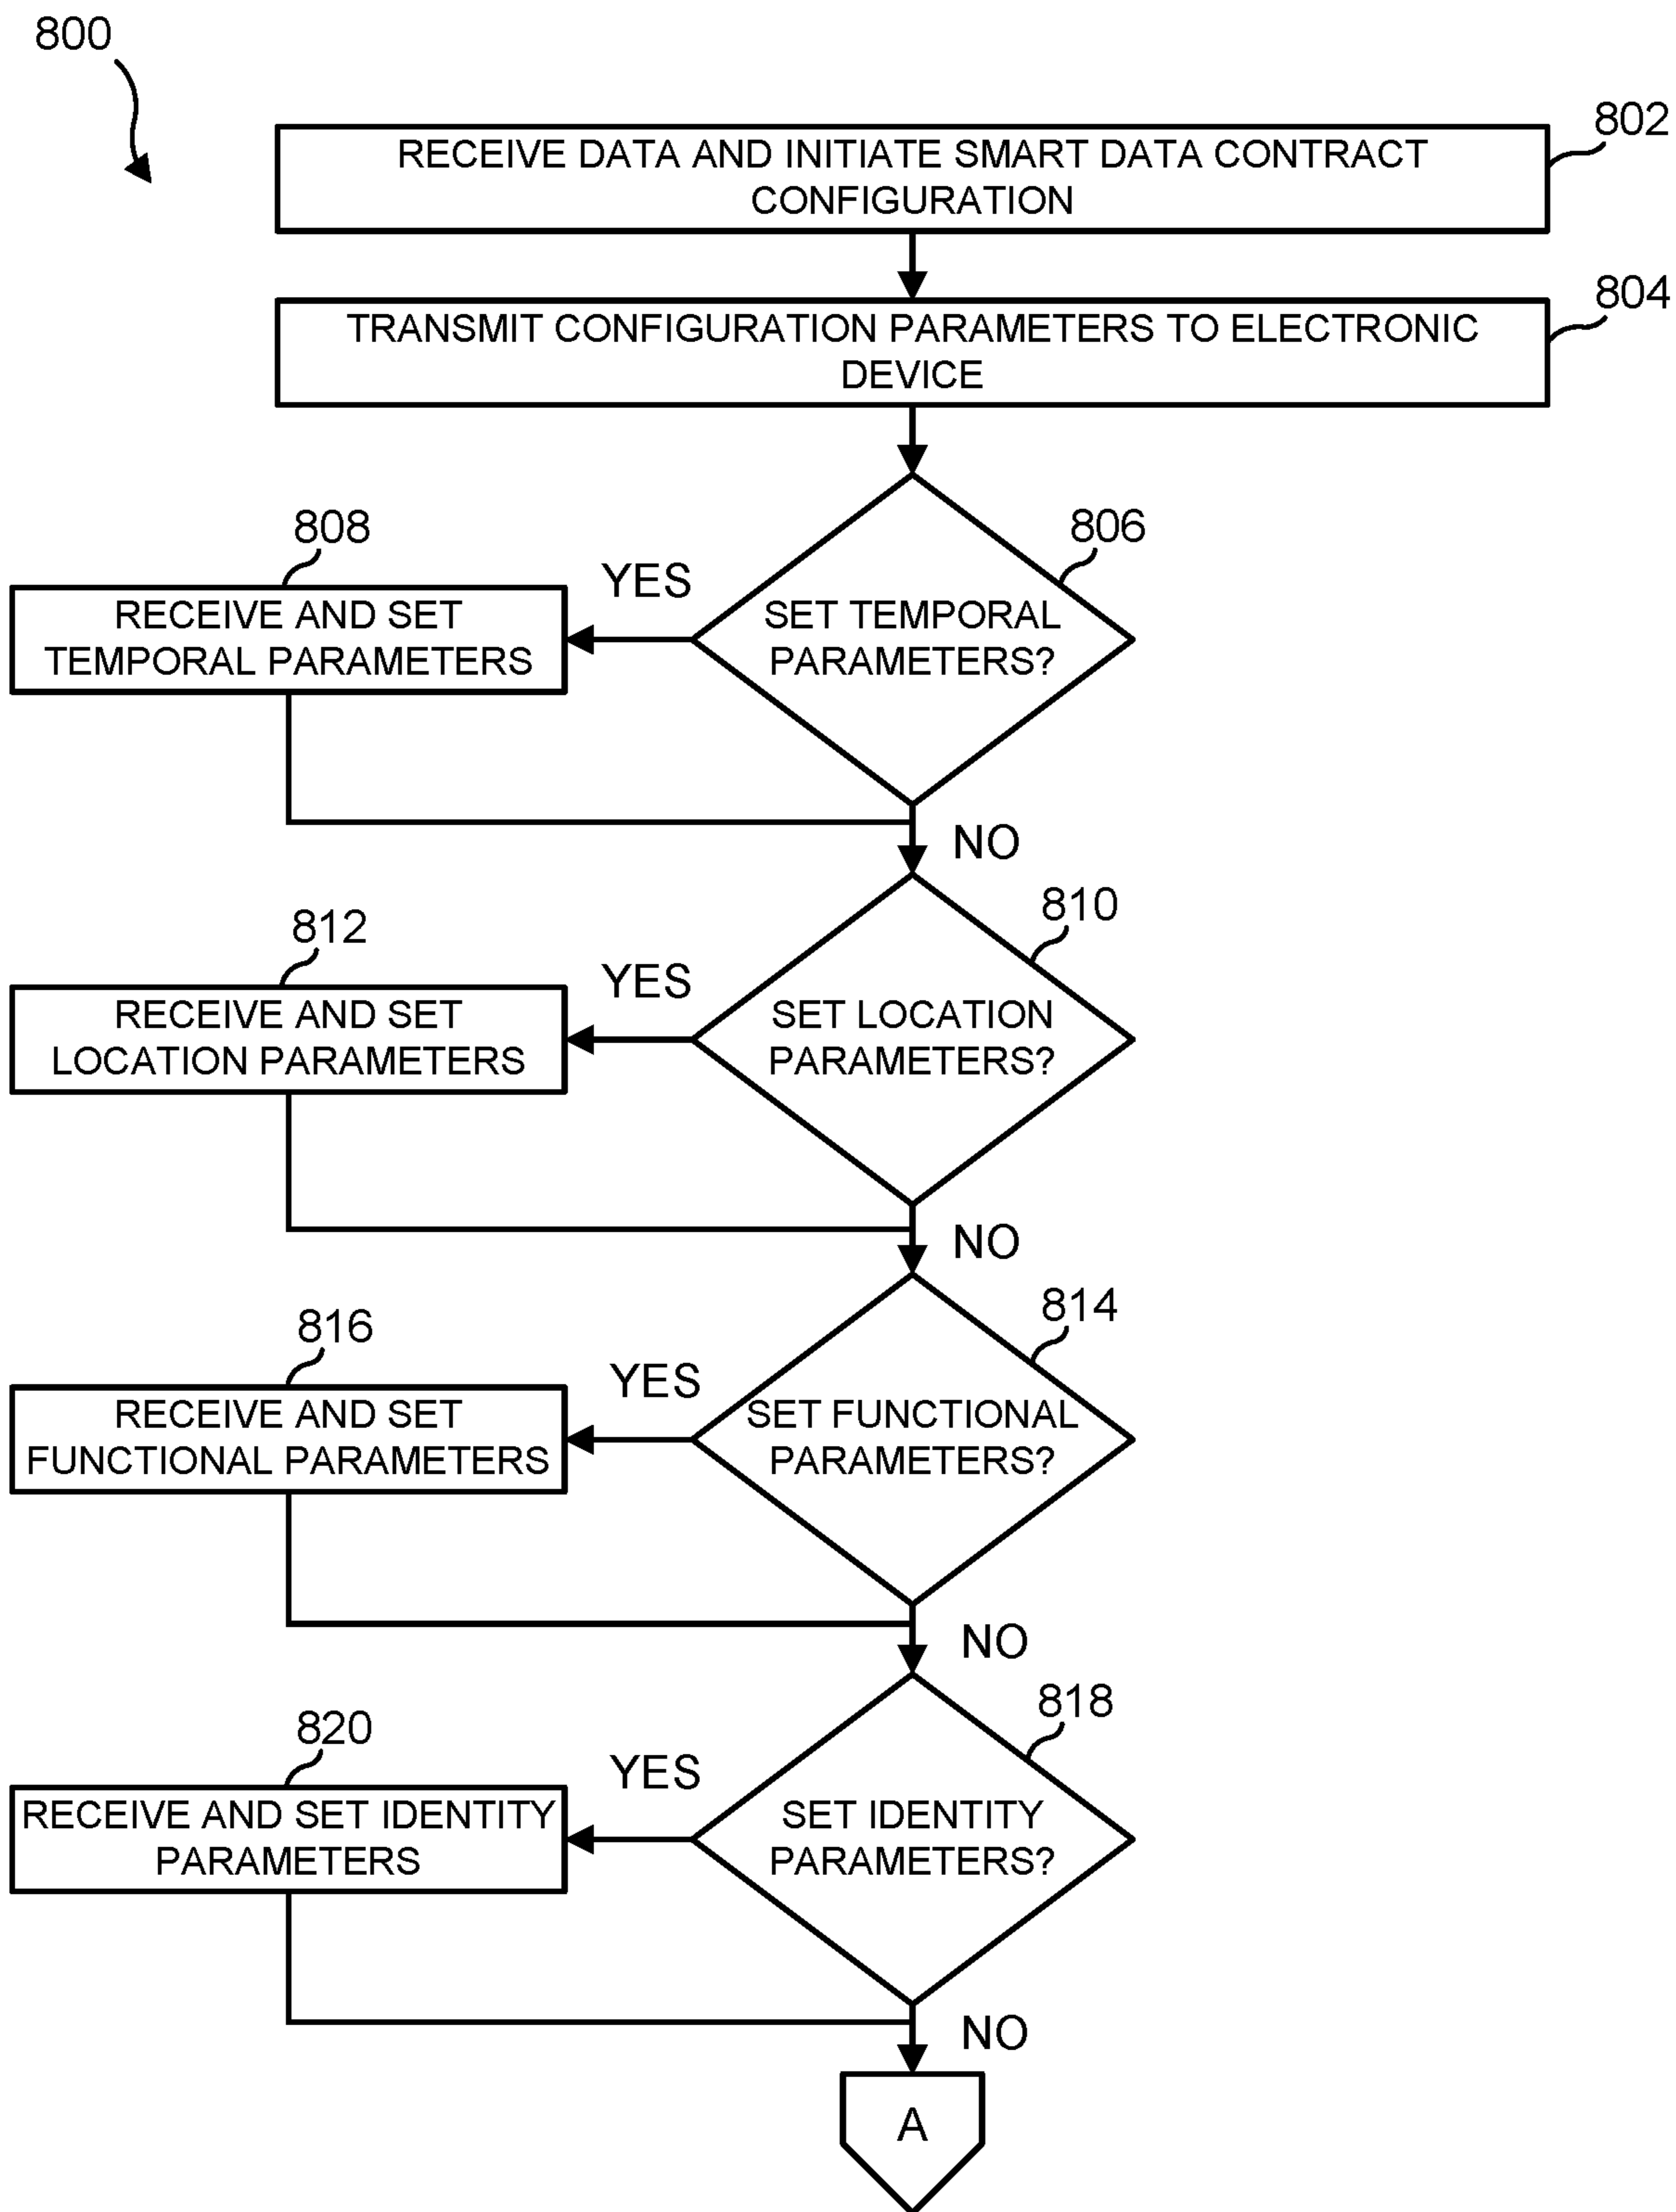 800
802
RECEIVE DATA AND INITIATE SMART DATA CONTRACT
CONFIGURATION
804
TRANSMIT CONFIGURATION PARAMETERS TO ELECTRONIC
DEVICE
806
SET TEMPORAL
PARAMETERS?
YES
808
RECEIVE AND SET
TEMPORAL PARAMETERS
NO
810
SET LOCATION
PARAMETERS?
YES
812
RECEIVE AND SET
LOCATION PARAMETERS
NO
814
SET FUNCTIONAL
PARAMETERS?
YES
816
RECEIVE AND SET
FUNCTIONAL PARAMETERS
NO
818
SET IDENTITY
PARAMETERS?
YES
820
RECEIVE AND SET IDENTITY
PARAMETERS
NO
A